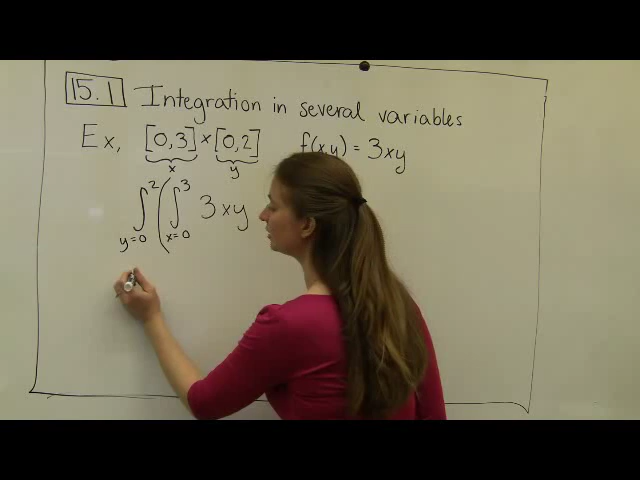 15.1 Integration in several variables
Ex, [0,3] × [0,2] f(x,y) = 3xy
x y
∫_{y=0}^{2} ( ∫_{x=0}^{3} 3xy